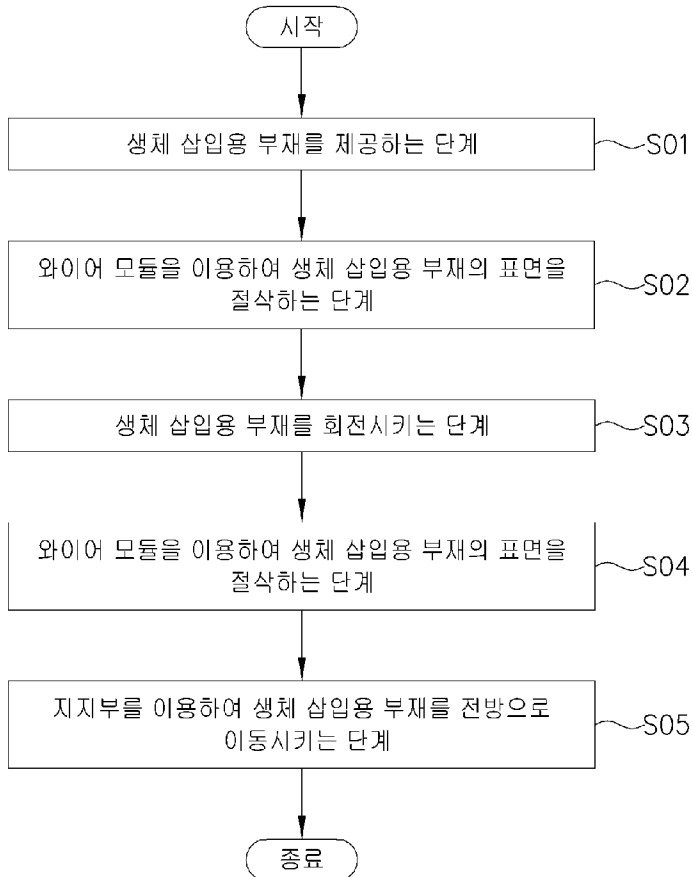 시작
생체 삽입용 부재를 제공하는 단계
S01
와이어 모듈을 이용하여 생체 삽입용 부재의 표면을
절삭하는 단계
S02
생체 삽입용 부재를 회전시키는 단계
S03
와이어 모듈을 이용하여 생체 삽입용 부재의 표면을
절삭하는 단계
S04
지지부를 이용하여 생체 삽입용 부재를 전방으로
이동시키는 단계
S05
종료